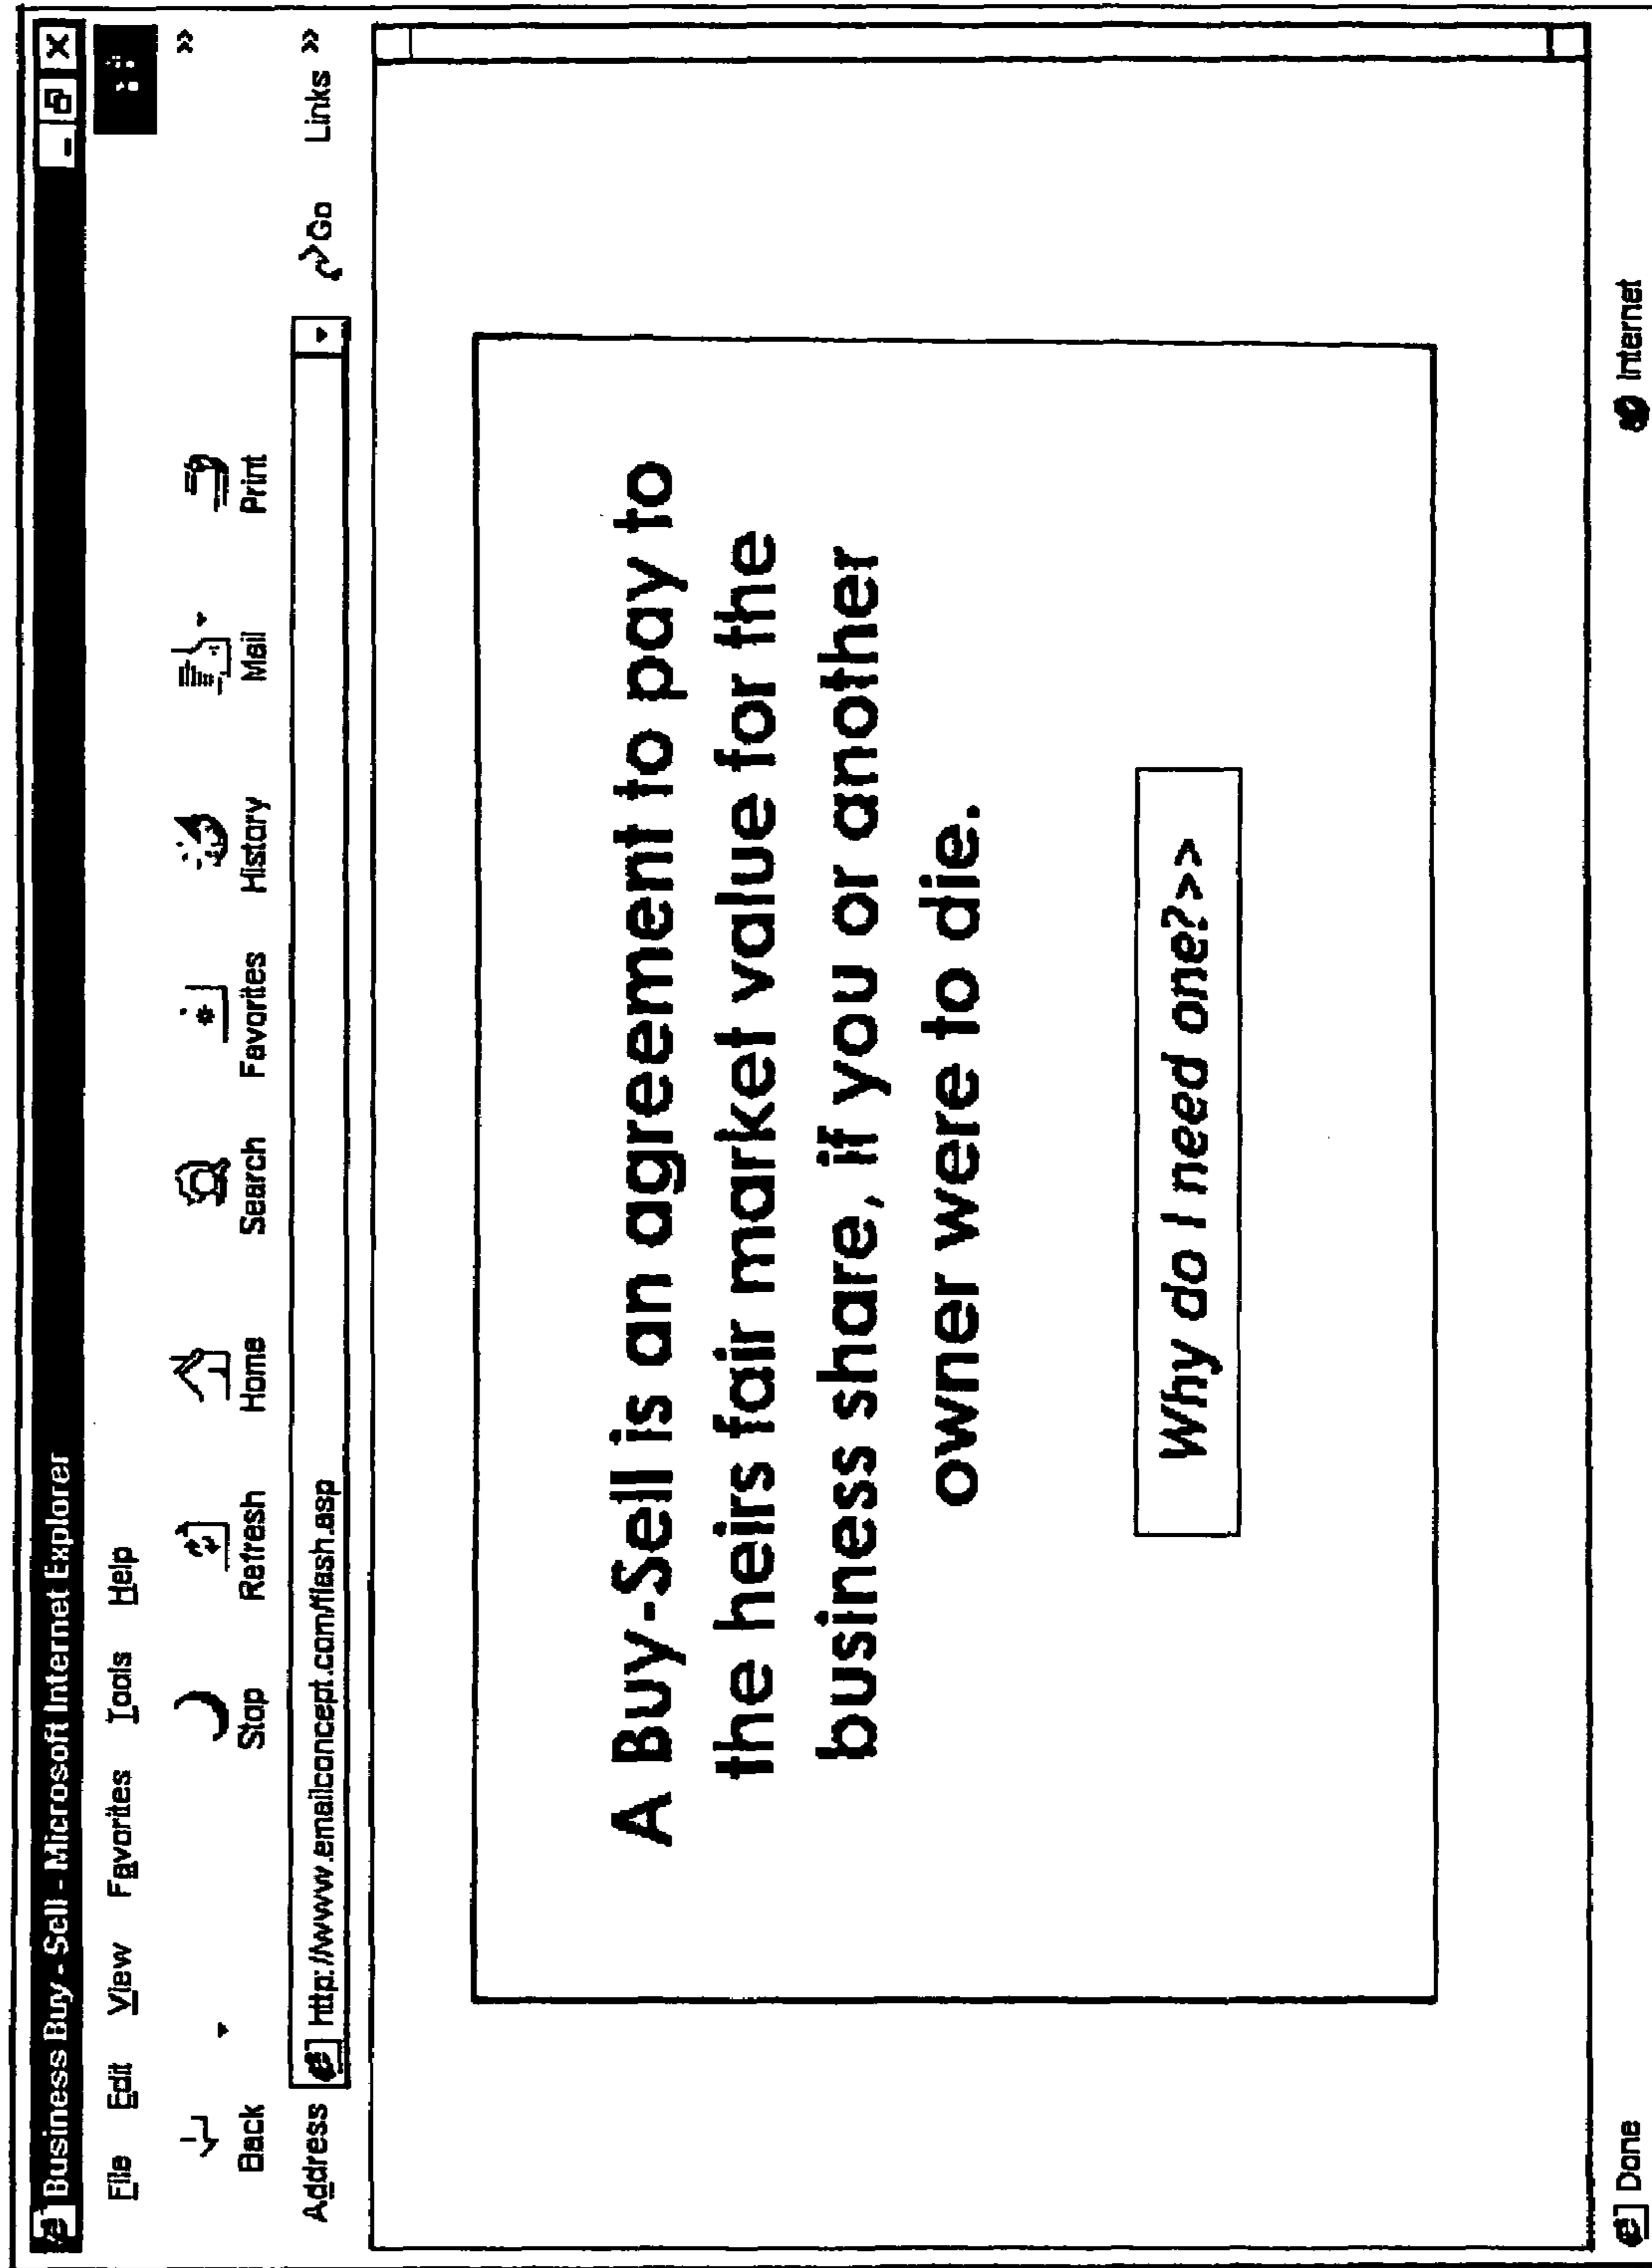 Business Buy - Sell - Microsoft Internet Explorer
File Edit View Favorites Tools Help
Back Stop Refresh Home Search Favorites History Mail Print »
Address http://www.emailconcept.com/flash.asp Go Links »
A Buy-Sell is an agreement to pay to
the heirs fair market value for the
business share, if you or another
owner were to die.
Why do I need one?>>
Done Internet